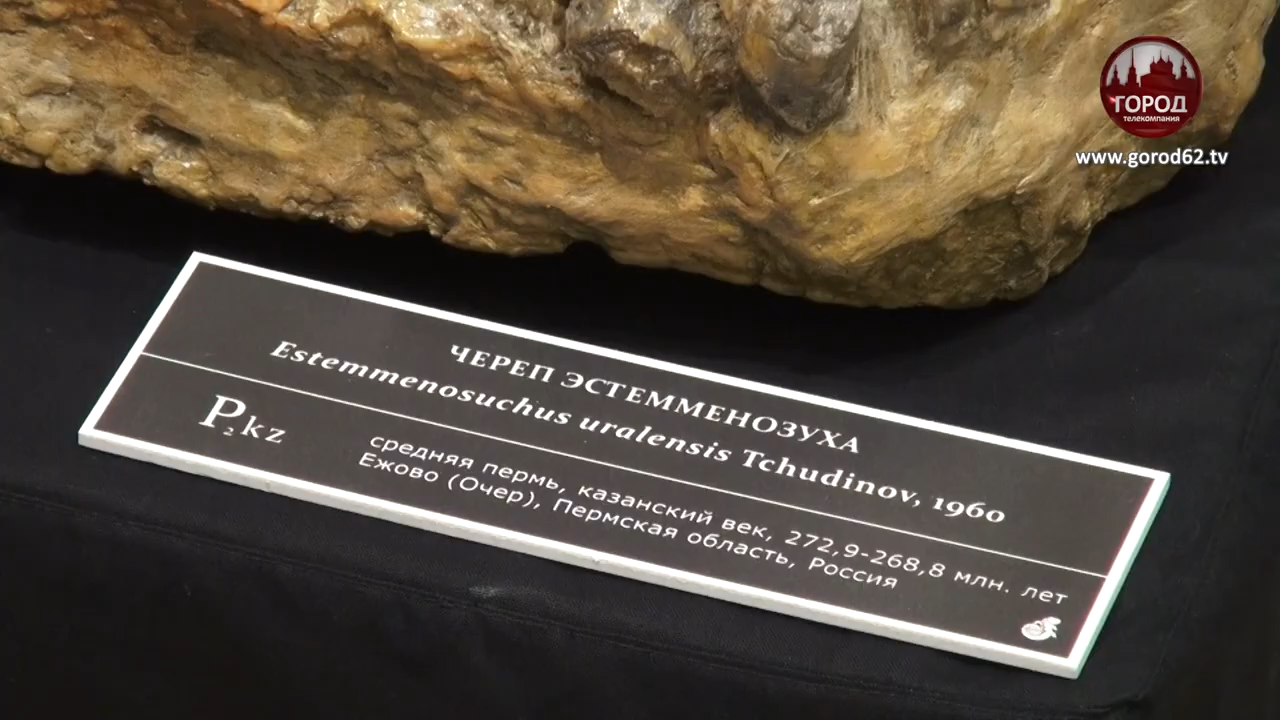 ГОРОД
телекомпания
www.gorod62.tv
ЧЕРЕП ЭСТЕММЕНОЗУХА
Estemmenosuchus uralensis Tchudinov, 1960
P₂kz
средняя пермь, казанский век, 272,9-268,8 млн. лет
Ежово (Очер), Пермская область, Россия